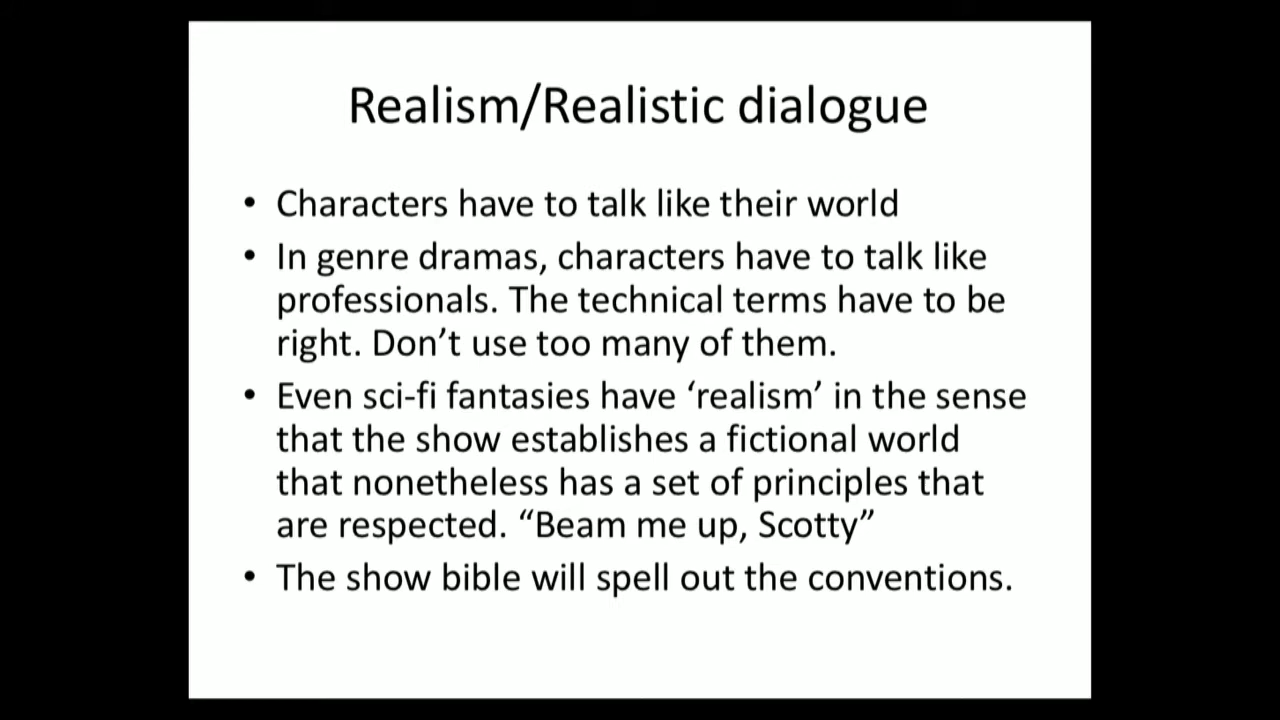 Realism/Realistic dialogue
• Characters have to talk like their world
• In genre dramas, characters have to talk like
professionals. The technical terms have to be
right. Don’t use too many of them.
• Even sci-fi fantasies have ‘realism’ in the sense
that the show establishes a fictional world
that nonetheless has a set of principles that
are respected. “Beam me up, Scotty”
• The show bible will spell out the conventions.